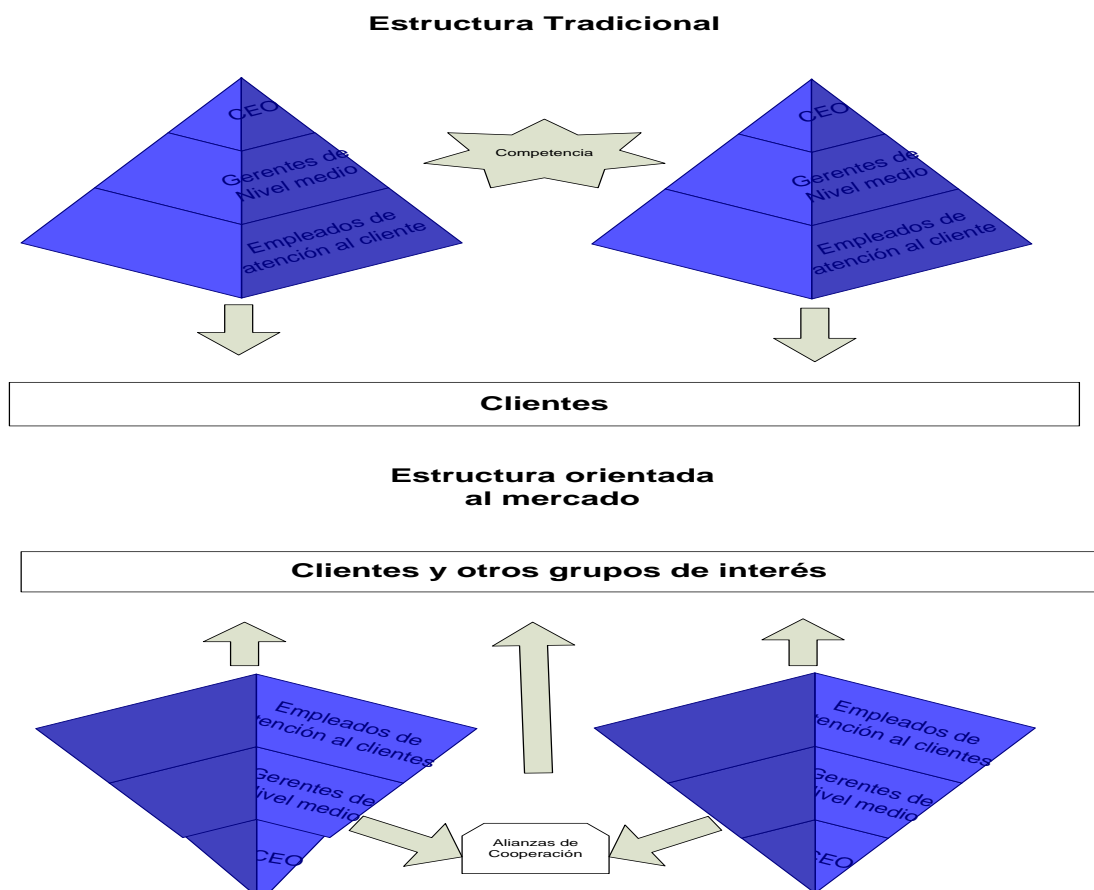 Estructura Tradicional
CEO
Gerentes de
Nivel medio
Empleados de
atención al cliente
Competencia
CEO
Gerentes de
Nivel medio
Empleados de
atención al cliente
Clientes
Estructura orientada
al mercado
Clientes y otros grupos de interés
Empleados de
tención al clientes
Gerentes de
Nivel medio
CEO
Alianzas de
Cooperación
Empleados de
tención al clientes
Gerentes de
Nivel medio
CEO